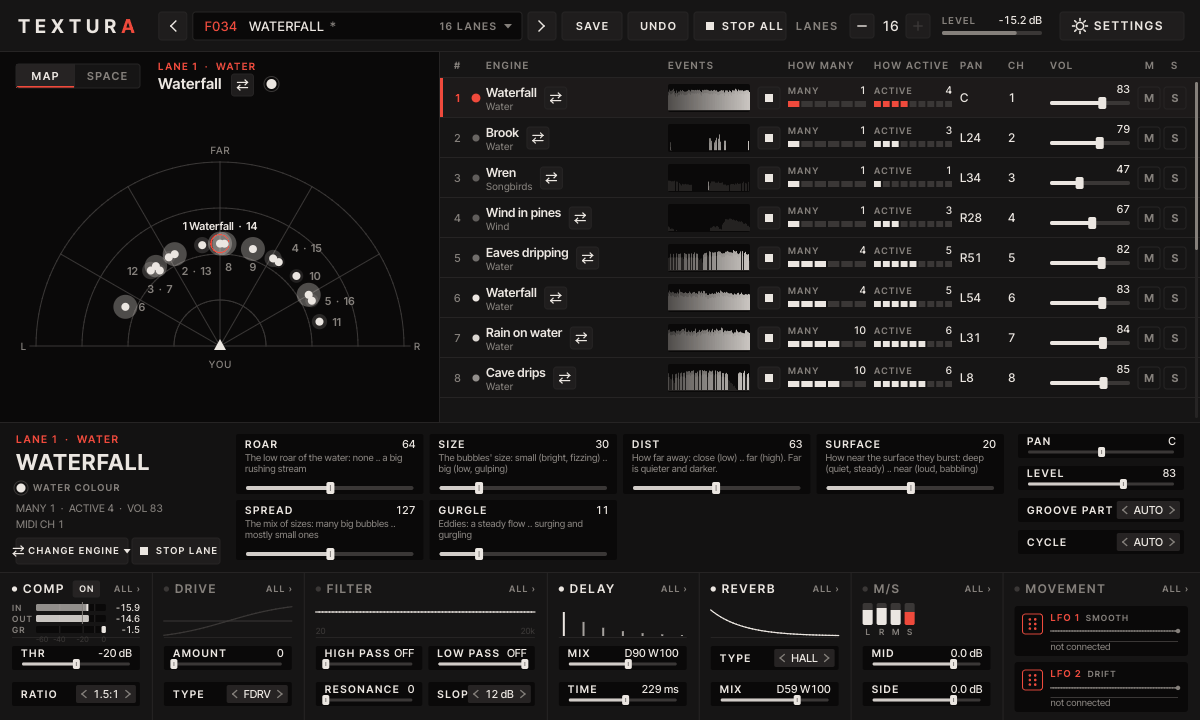 TEXTURA
F034 WATERFALL * 16 LANES
SAVE UNDO STOP ALL LANES 16 LEVEL -15.2 dB SETTINGS
MAP SPACE
LANE 1 · WATER
Waterfall
FAR
1 Waterfall · 14
4 · 15
12
2 · 13
8
9
10
3 · 7
6
5 · 16
11
L
R
YOU
# ENGINE EVENTS HOW MANY HOW ACTIVE PAN CH VOL M S
1 Waterfall Water MANY 1 ACTIVE 4 C 1 83 M S
2 Brook Water MANY 1 ACTIVE 3 L24 2 79 M S
3 Wren Songbirds MANY 1 ACTIVE 1 L34 3 47 M S
4 Wind in pines Wind MANY 1 ACTIVE 3 R28 4 67 M S
5 Eaves dripping Water MANY 4 ACTIVE 5 R51 5 82 M S
6 Waterfall Water MANY 4 ACTIVE 5 L54 6 83 M S
7 Rain on water Water MANY 10 ACTIVE 6 L31 7 84 M S
8 Cave drips Water MANY 10 ACTIVE 6 L8 8 85 M S
LANE 1 · WATER
WATERFALL
WATER COLOUR
MANY 1 · ACTIVE 4 · VOL 83
MIDI CH 1
CHANGE ENGINE STOP LANE
ROAR 64
The low roar of the water: none .. a big
rushing stream
SIZE 30
The bubbles' size: small (bright, fizzing) ..
big (low, gulping)
DIST 63
How far away: close (low) .. far (high). Far
is quieter and darker.
SURFACE 20
How near the surface they burst: deep
(quiet, steady) .. near (loud, babbling)
SPREAD 127
The mix of sizes: many big bubbles ..
mostly small ones
GURGLE 11
Eddies: a steady flow .. surging and
gurgling
PAN C
LEVEL 83
GROOVE PART < AUTO >
CYCLE < AUTO >
COMP ON ALL ›
IN -15.9
OUT -14.6
GR -1.5
-60 -40 -20 0
THR -20 dB
RATIO < 1.5:1 >
DRIVE ALL ›
AMOUNT 0
TYPE < FDRV >
FILTER ALL ›
20 20k
HIGH PASS OFF LOW PASS OFF
RESONANCE 0 SLOP < 12 dB >
DELAY ALL ›
MIX D90 W100
TIME 229 ms
REVERB ALL ›
TYPE < HALL >
MIX D59 W100
M/S ALL ›
L R M S
MID 0.0 dB
SIDE 0.0 dB
MOVEMENT ALL ›
LFO 1 SMOOTH
not connected
LFO 2 DRIFT
not connected